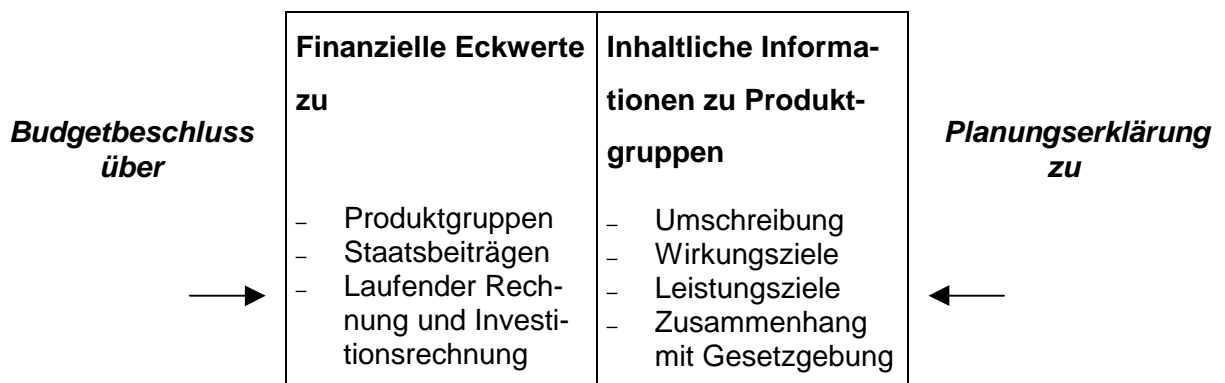 Budgetbeschluss
über
Finanzielle Eckwerte
zu
– Produktgruppen
– Staatsbeiträgen
– Laufender Rech-
nung und Investi-
tionsrechnung
Inhaltliche Informa-
tionen zu Produkt-
gruppen
– Umschreibung
– Wirkungsziele
– Leistungsziele
– Zusammenhang
mit Gesetzgebung
Planungserklärung
zu